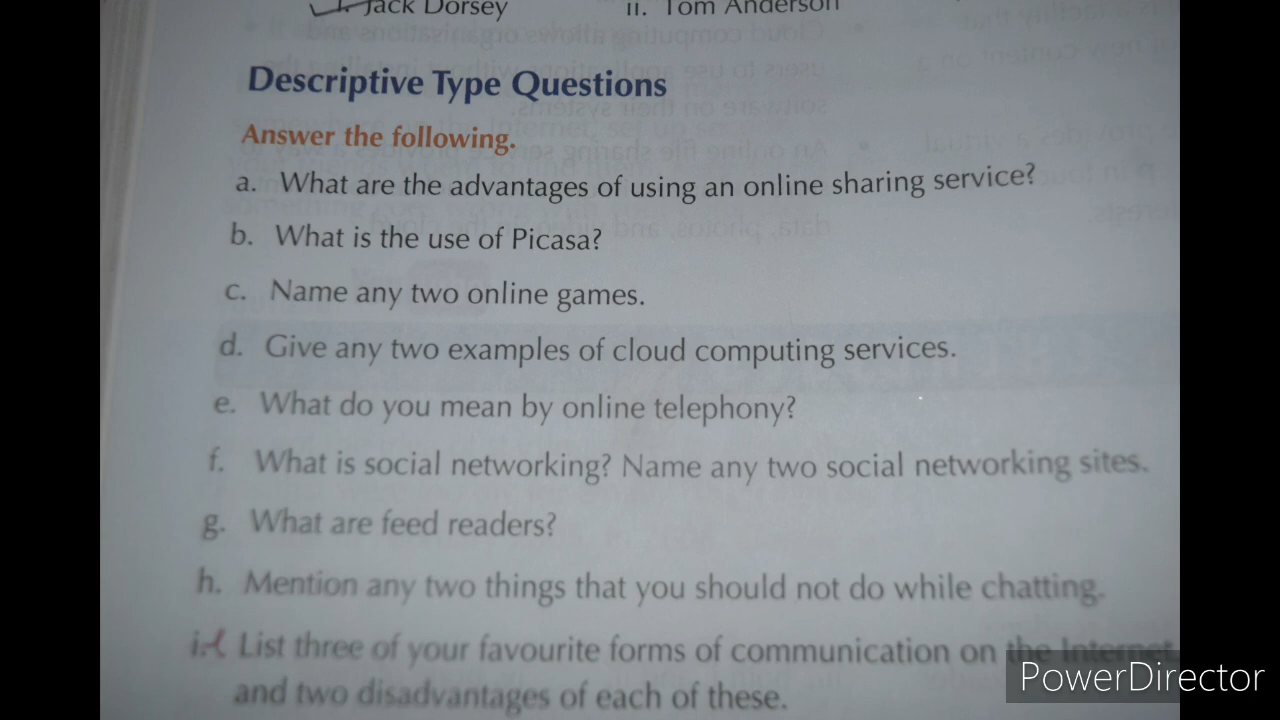 i. Jack Dorsey ii. Tom Anderson
Descriptive Type Questions
Answer the following.
a. What are the advantages of using an online sharing service?
b. What is the use of Picasa?
c. Name any two online games.
d. Give any two examples of cloud computing services.
e. What do you mean by online telephony?
f. What is social networking? Name any two social networking sites.
g. What are feed readers?
h. Mention any two things that you should not do while chatting.
i. List three of your favourite forms of communication on the Internet
and two disadvantages of each of these.
PowerDirector